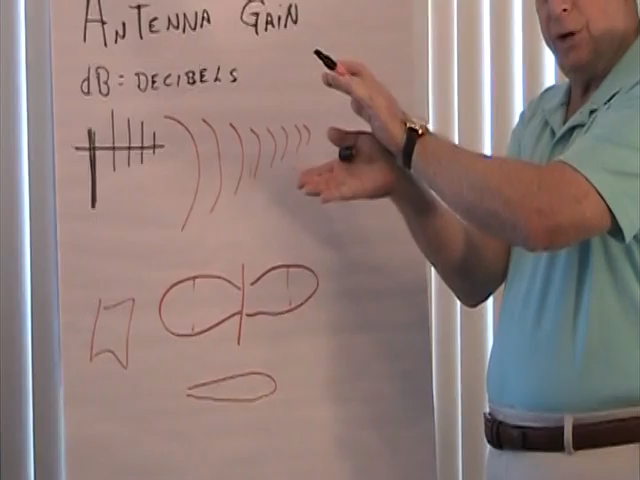 ANTENNA GAiN
dB = DECIBELS